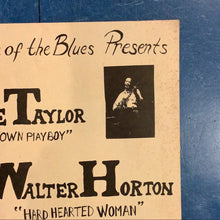 of the Blues Presents
E TAYLOR
OWN PLAYBOY"
WALTER HORTON
"HARD HEARTED WOMAN"